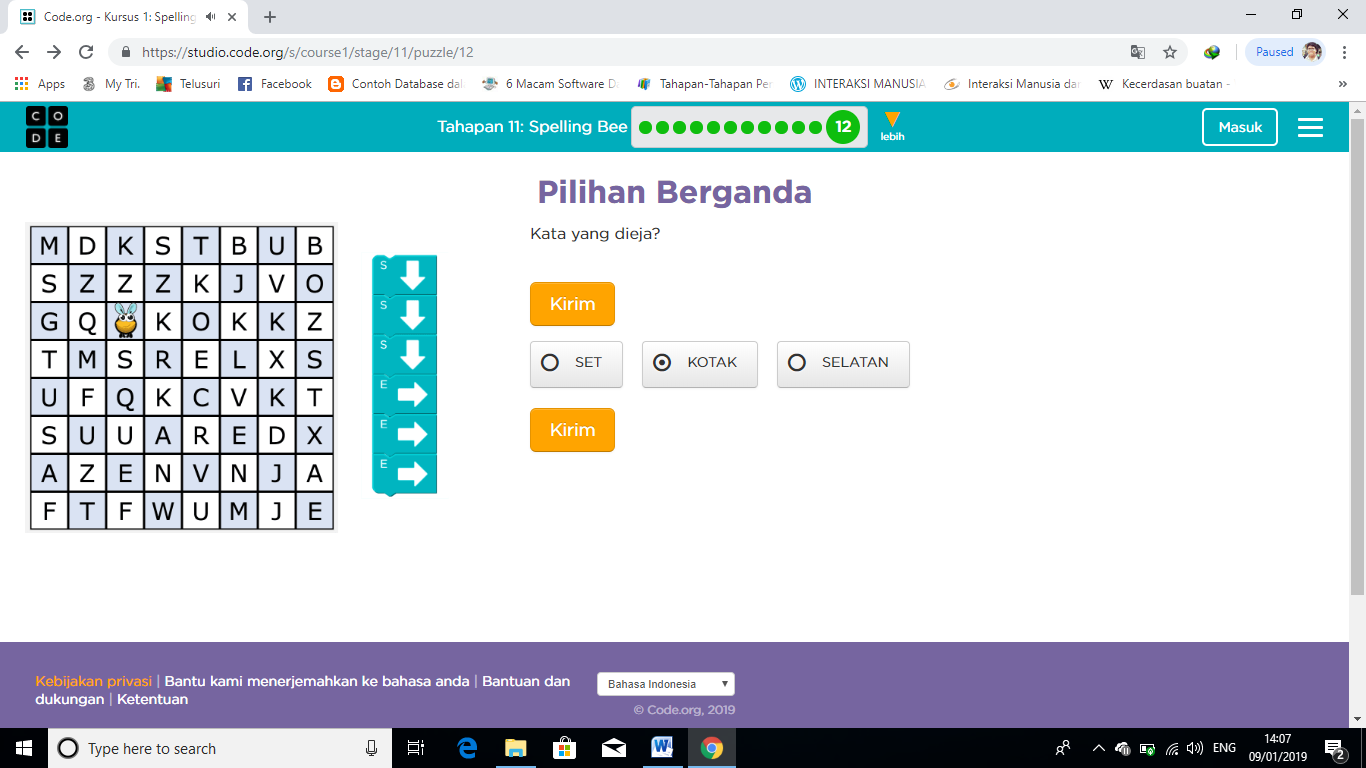 Code.org - Kursus 1: Spelling
https://studio.code.org/s/course1/stage/11/puzzle/12
Paused
Apps
My Tri.
Telusuri
Facebook
Contoh Database dal
6 Macam Software D
Tahapan-Tahapan Per
INTERAKSI MANUSIA
Interaksi Manusia dan
Kecerdasan buatan -
»
C O
D E
Tahapan 11: Spelling Bee
12
lebih
Masuk
Pilihan Berganda
Kata yang dieja?
M D K S T B U B
S Z Z Z K J V O
G Q K O K K Z
T M S R E L X S
U F Q K C V K T
S U U A R E D X
A Z E N V N J A
F T F W U M J E
S
S
S
E
E
E
Kirim
SET
KOTAK
SELATAN
Kirim
Kebijakan privasi | Bantu kami menerjemahkan ke bahasa anda | Bantuan dan
dukungan | Ketentuan
Bahasa Indonesia
© Code.org, 2019
Type here to search
ENG
14:07
09/01/2019
2